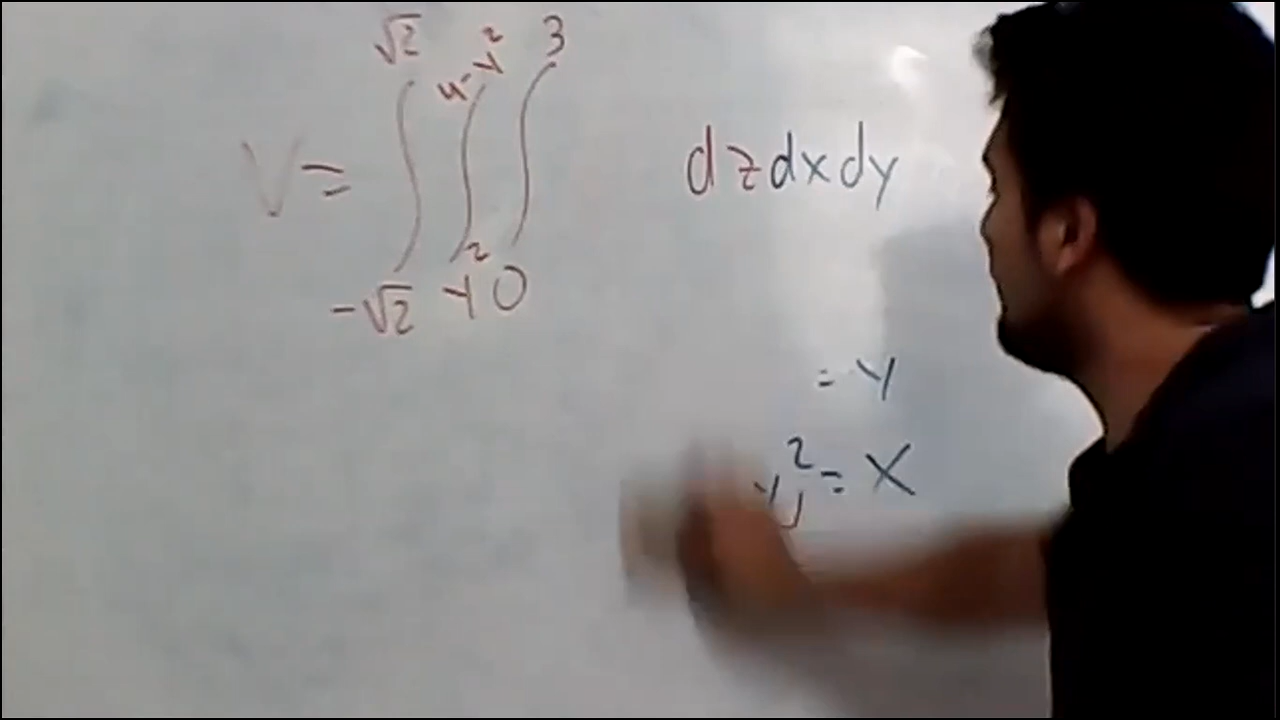 V = ∫_{-√2}^{√2} ∫_{y²}^{4-y²} ∫_{0}^{3} dzdxdy
= y
y² = x